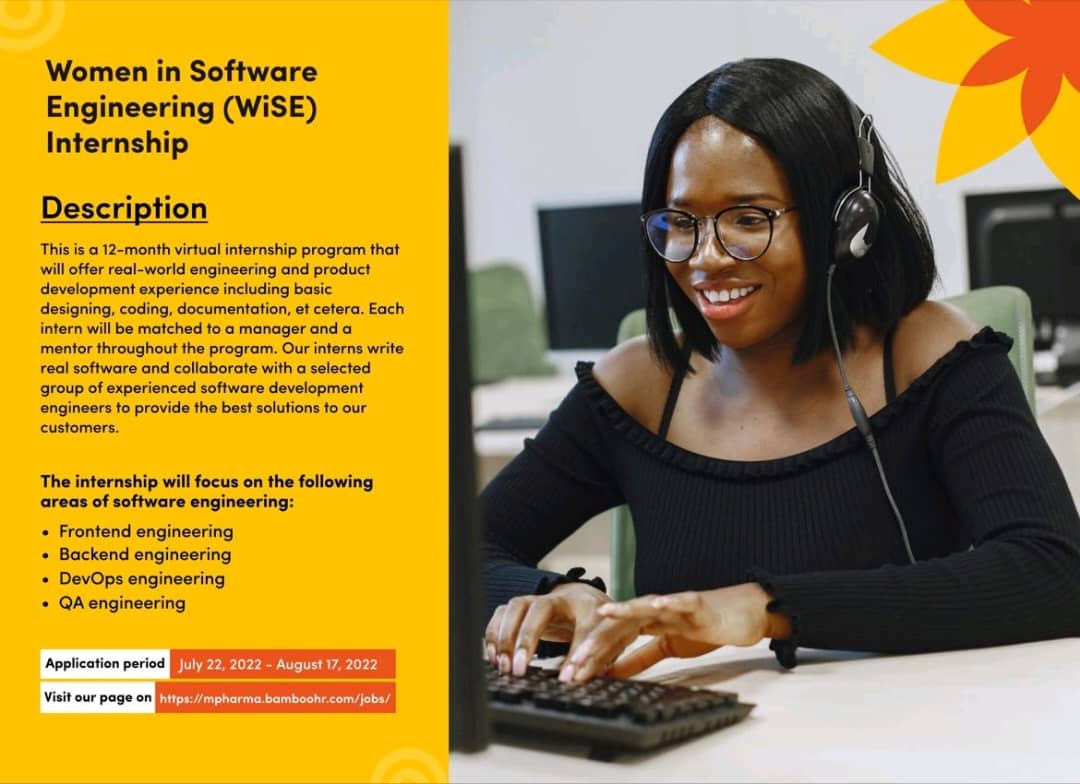 Women in Software
Engineering (WiSE)
Internship
Description
This is a 12-month virtual internship program that
will offer real-world engineering and product
development experience including basic
designing, coding, documentation, et cetera. Each
intern will be matched to a manager and a
mentor throughout the program. Our interns write
real software and collaborate with a selected
group of experienced software development
engineers to provide the best solutions to our
customers.
The internship will focus on the following
areas of software engineering:
• Frontend engineering
• Backend engineering
• DevOps engineering
• QA engineering
Application period July 22, 2022 - August 17, 2022
Visit our page on https://mpharma.bamboohr.com/jobs/